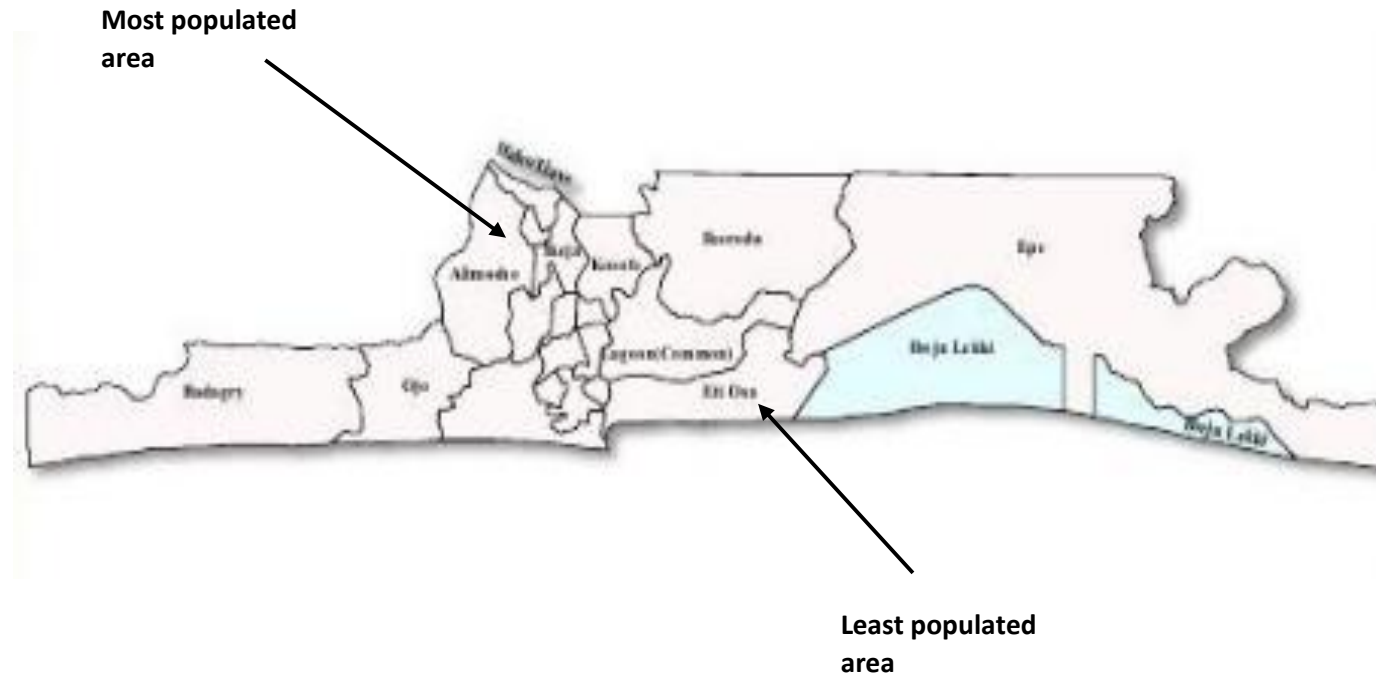 Most populated
area
Ikeja
Kosofe
Ikorodu
Epe
Alimosho
Lagoon(Common)
Ibeju Lekki
Badagry
Ojo
Eti Osa
Ibeju Lekki
Least populated
area